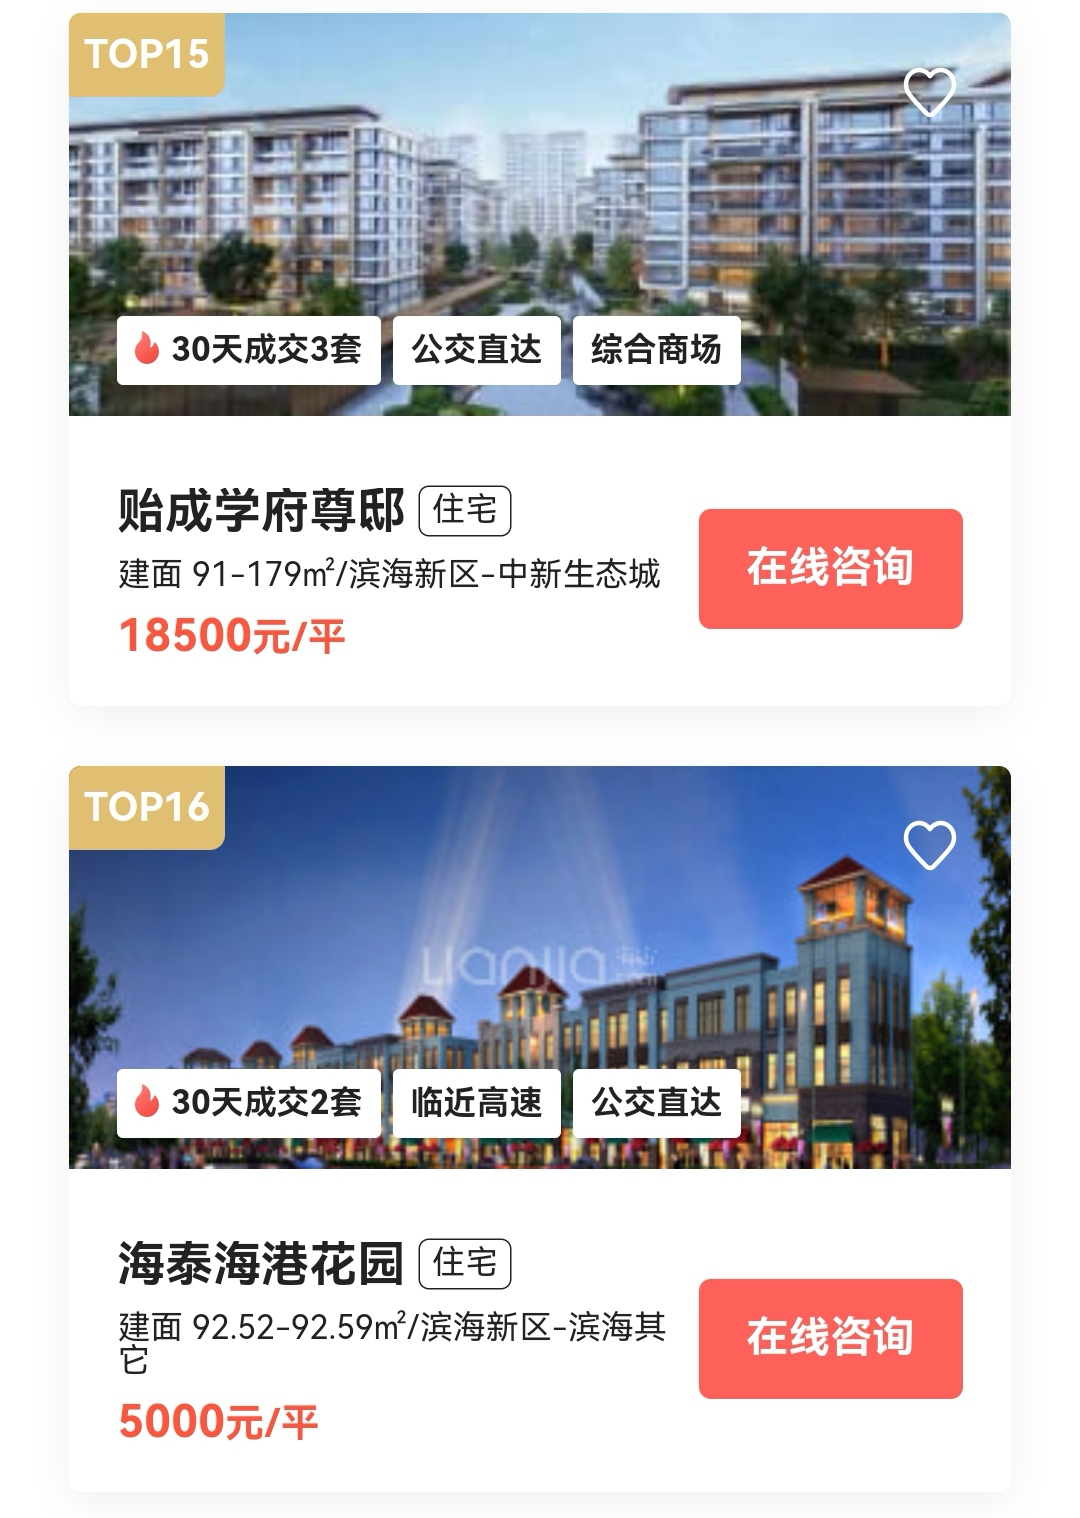 TOP15
30天成交3套 公交直达 综合商场
贻成学府尊邸 住宅
建面 91-179㎡/滨海新区-中新生态城
在线咨询
18500元/平
TOP16
Lianjia
30天成交2套 临近高速 公交直达
海泰海港花园 住宅
建面 92.52-92.59㎡/滨海新区-滨海其
它
在线咨询
5000元/平